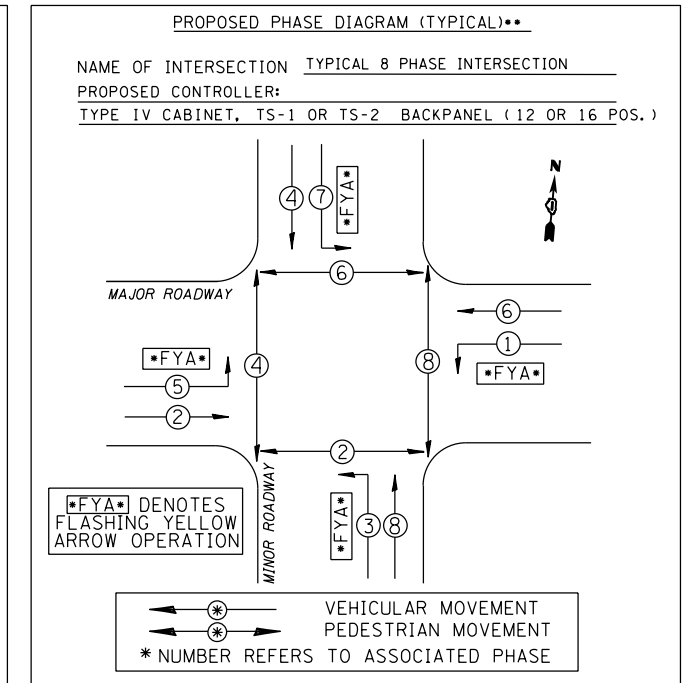 PROPOSED PHASE DIAGRAM (TYPICAL)**
NAME OF INTERSECTION TYPICAL 8 PHASE INTERSECTION
PROPOSED CONTROLLER:
TYPE IV CABINET, TS-1 OR TS-2 BACKPANEL (12 OR 16 POS.)
N
4 7
*FYA*
6
MAJOR ROADWAY
6
*FYA*
4
8
1
5
*FYA*
2
2
*FYA* DENOTES
FLASHING YELLOW
ARROW OPERATION
MINOR ROADWAY
*FYA*
3 8
* VEHICULAR MOVEMENT
* PEDESTRIAN MOVEMENT
* NUMBER REFERS TO ASSOCIATED PHASE